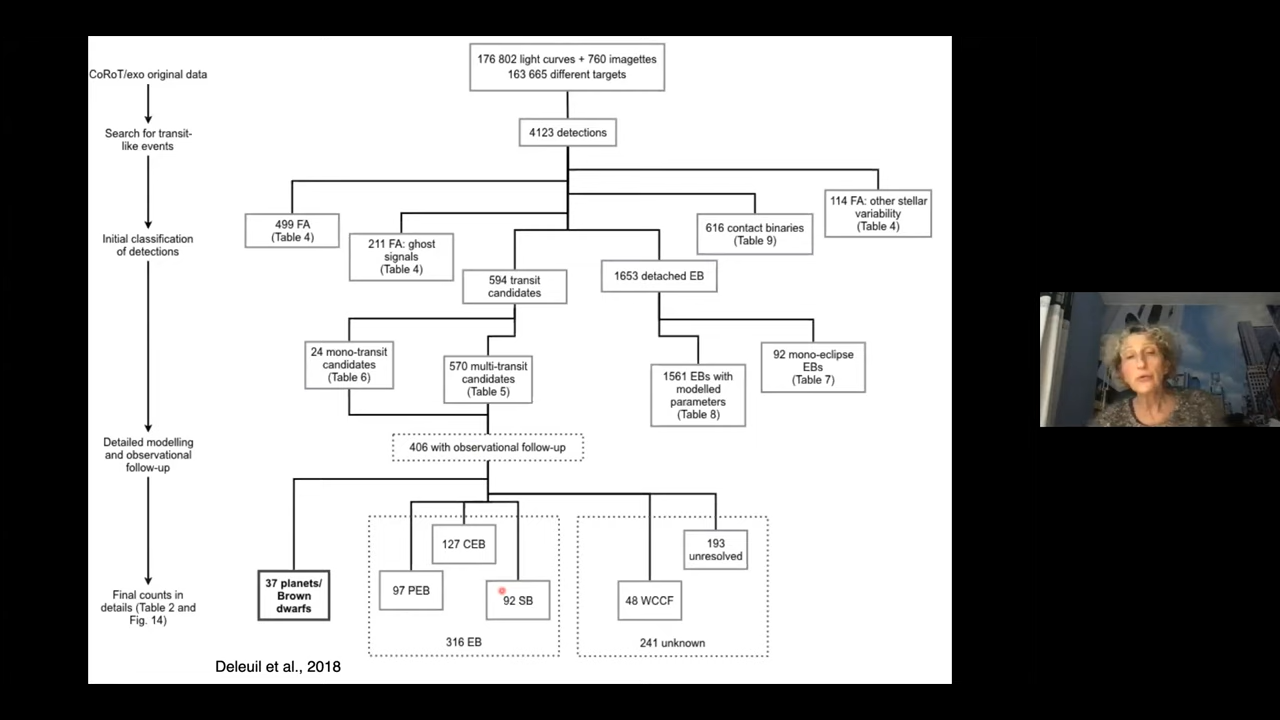 176 802 light curves + 760 imagettes
163 665 different targets
CoRoT/exo original data
4123 detections
Search for transit-
like events
499 FA
(Table 4)
211 FA: ghost
signals
(Table 4)
594 transit
candidates
1653 detached EB
616 contact binaries
(Table 9)
114 FA: other stellar
variability
(Table 4)
Initial classification
of detections
24 mono-transit
candidates
(Table 6)
570 multi-transit
candidates
(Table 5)
1561 EBs with
modelled
parameters
(Table 8)
92 mono-eclipse
EBs
(Table 7)
Detailed modelling
and observational
follow-up
406 with observational follow-up
37 planets/
Brown
dwarfs
97 PEB
127 CEB
92 SB
316 EB
48 WCCF
193
unresolved
241 unknown
Final counts in
details (Table 2 and
Fig. 14)
Deleuil et al., 2018